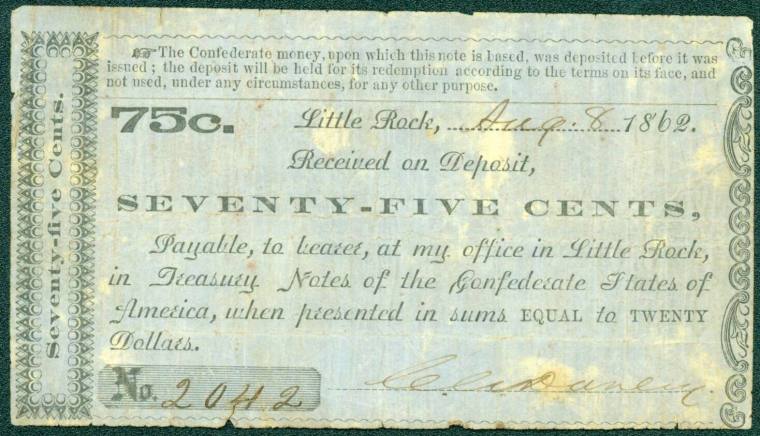 Seventy-five Cents.
☞The Confederate money, upon which this note is based, was deposited before it was
issued ; the deposit will be held for its redemption according to the terms on its face, and
not used, under any circumstances, for any other purpose.
75c. Little Rock, Aug. 8 1862.
Received on Deposit,
SEVENTY-FIVE CENTS,
Payable, to bearer, at my office in Little Rock,
in Treasury Notes of the Confederate States of
America, when presented in sums EQUAL to TWENTY
Dollars.
No. 2042